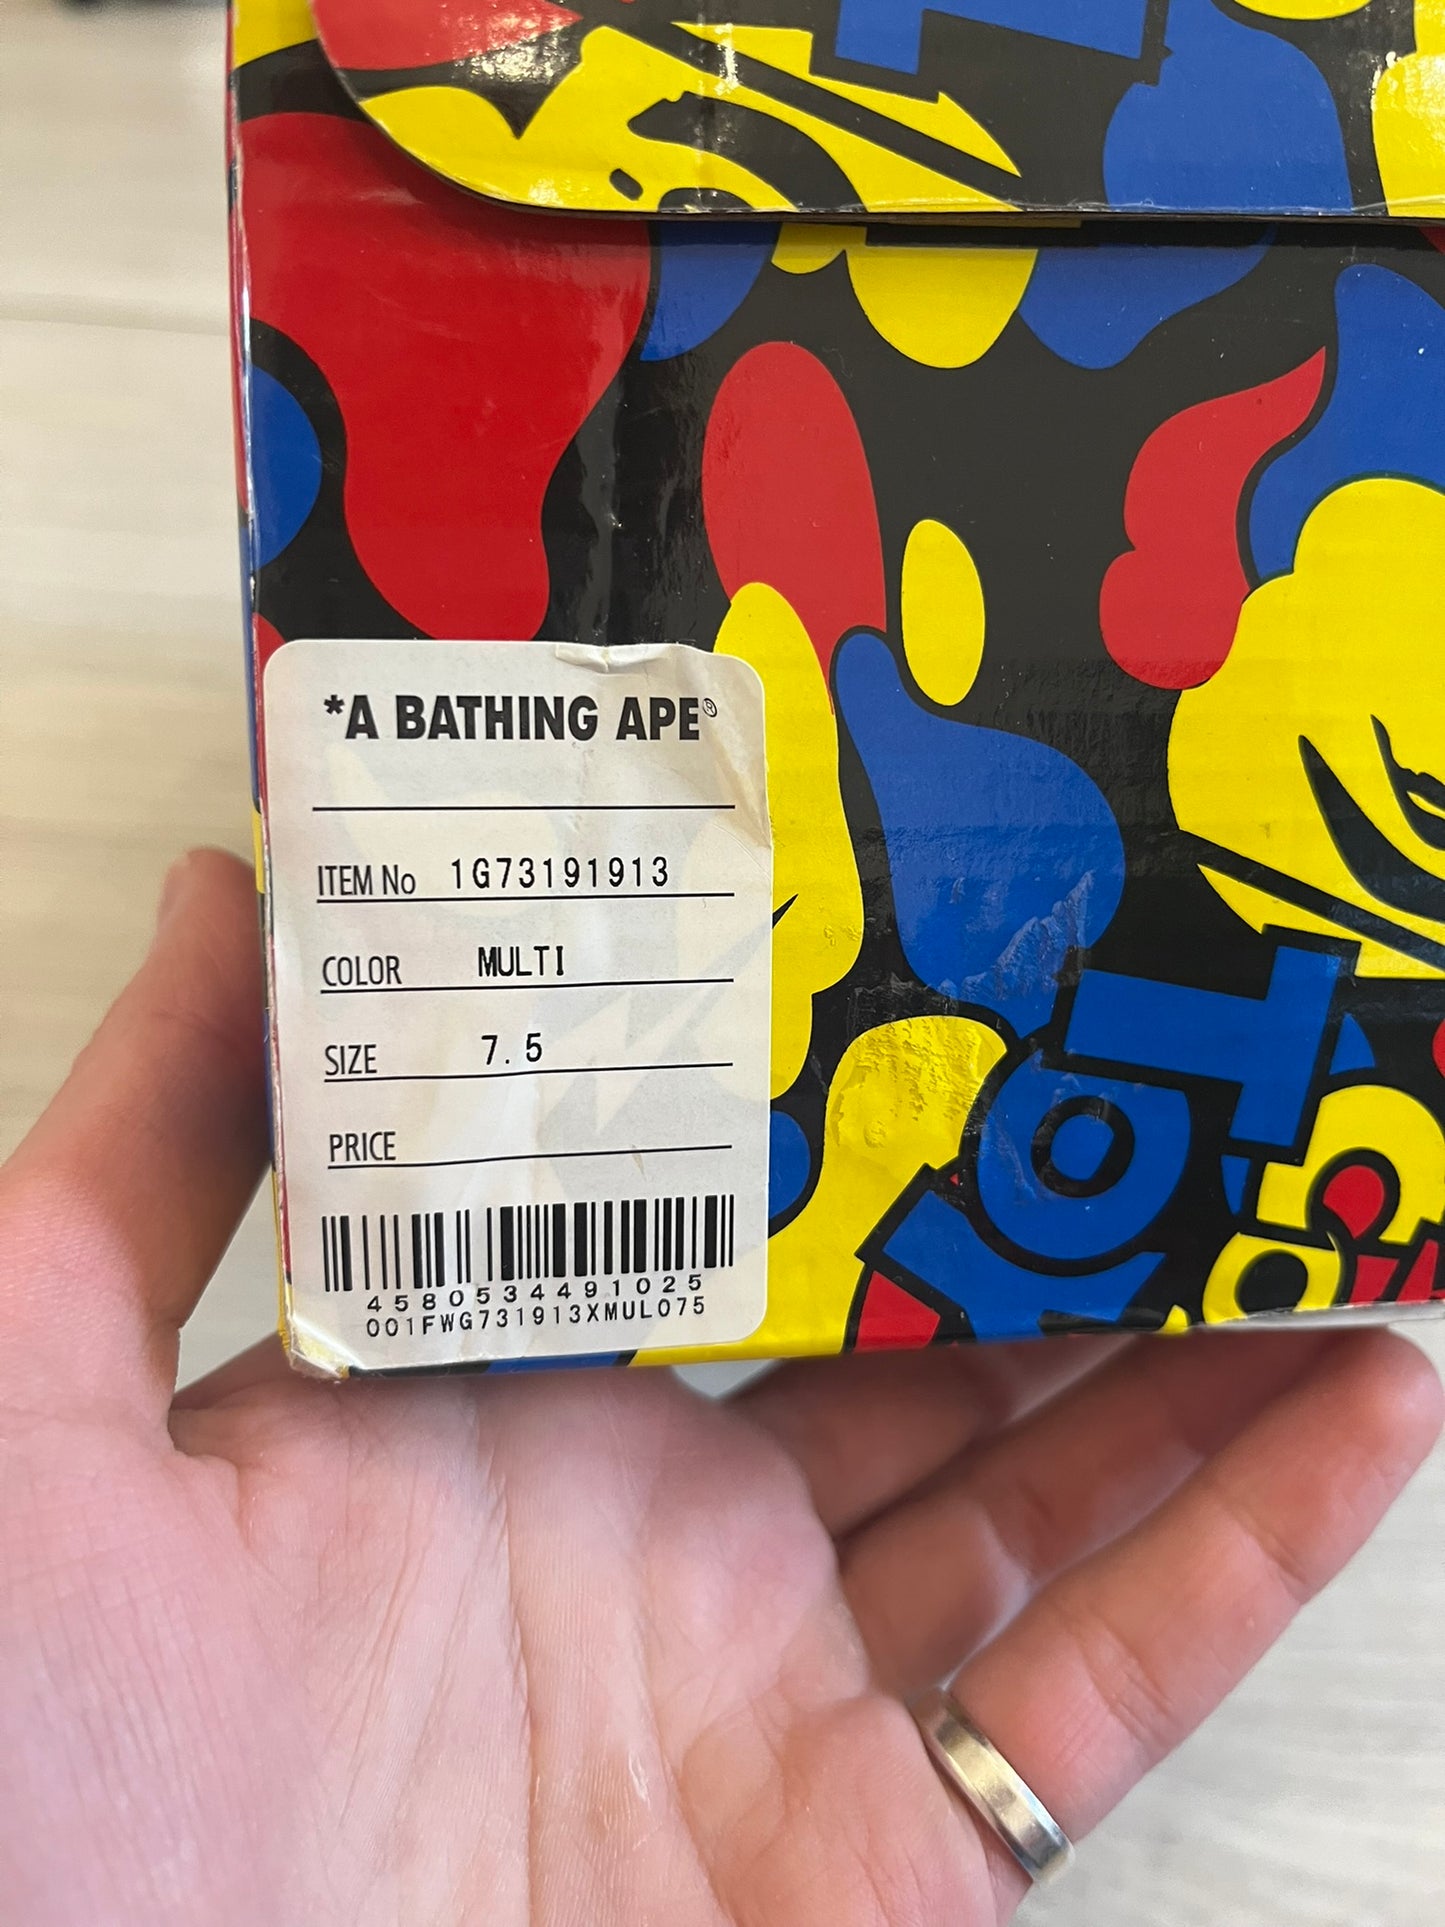 *A BATHING APE®
ITEM No 1G73191913
COLOR MULTI
SIZE 7.5
PRICE
4580534491025
001FWG731913XMUL075